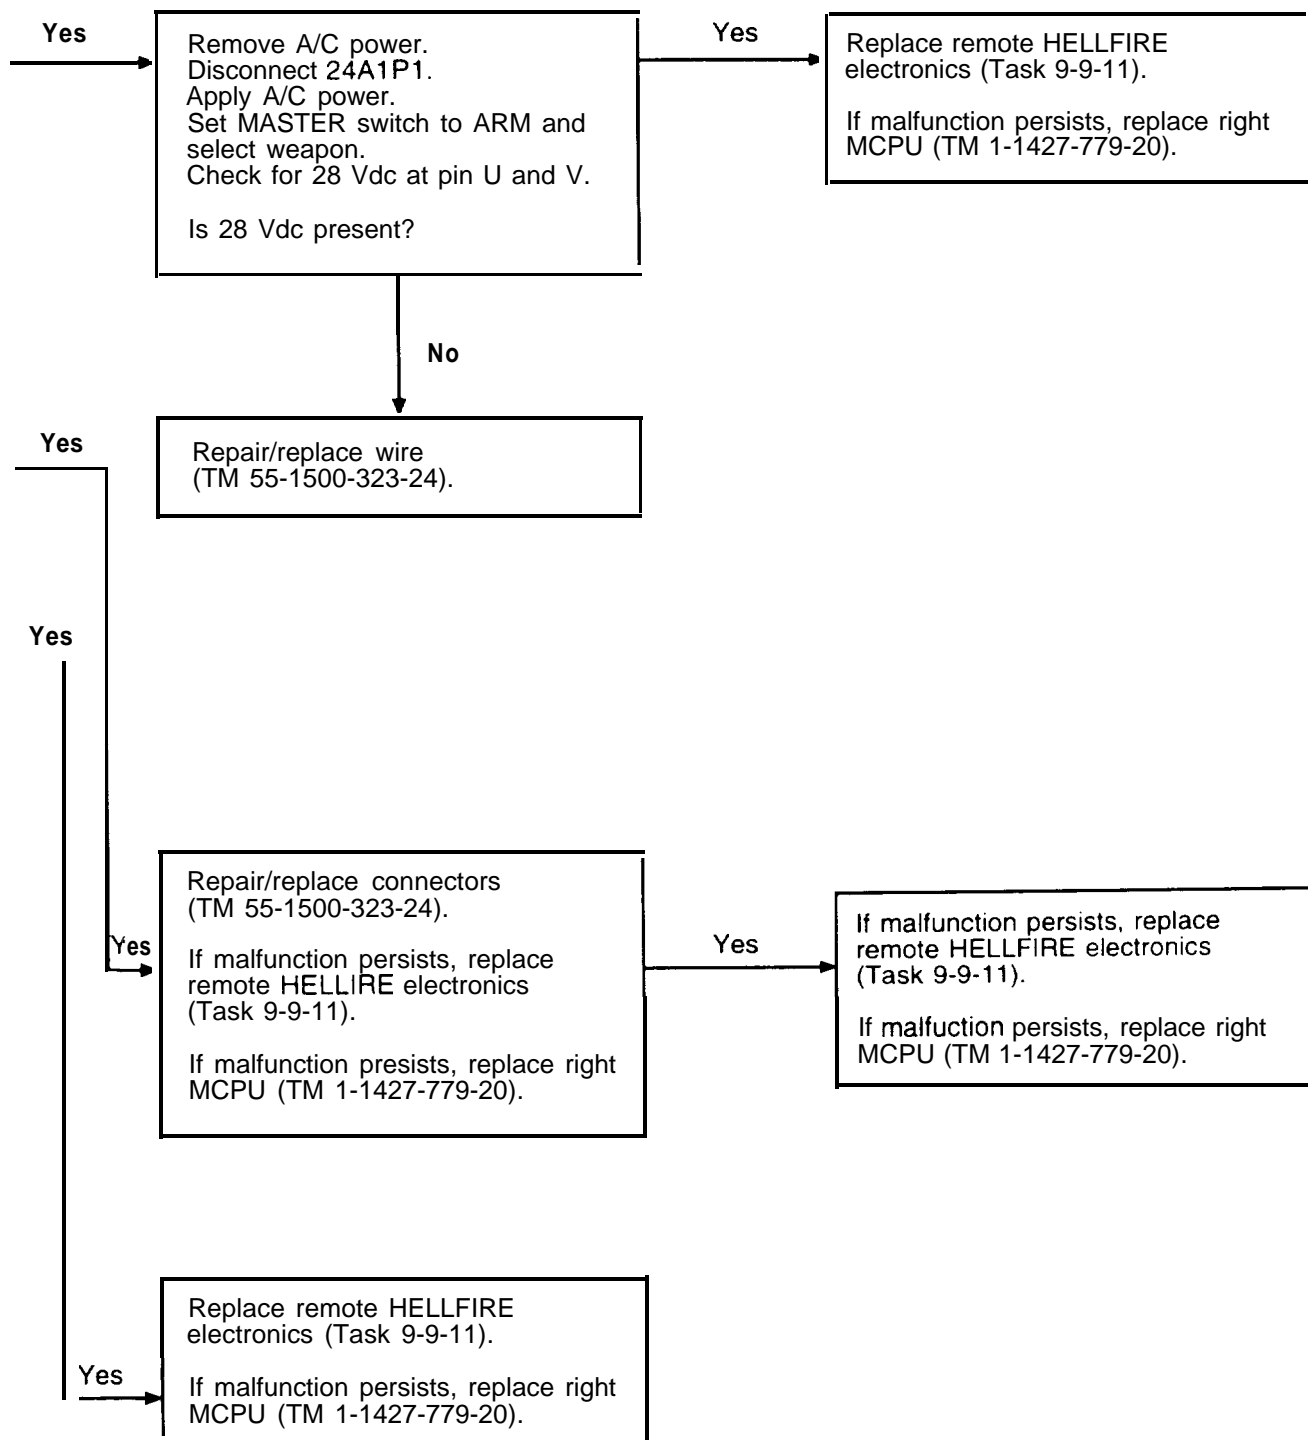 Yes
Remove A/C power.
Disconnect 24A1P1.
Apply A/C power.
Set MASTER switch to ARM and
select weapon.
Check for 28 Vdc at pin U and V.
Is 28 Vdc present?
Yes
Replace remote HELLFIRE
electronics (Task 9-9-11).
If malfunction persists, replace right
MCPU (TM 1-1427-779-20).
No
Yes
Repair/replace wire
(TM 55-1500-323-24).
Yes
Yes
Repair/replace connectors
(TM 55-1500-323-24).
If malfunction persists, replace
remote HELLIRE electronics
(Task 9-9-11).
If malfunction presists, replace right
MCPU (TM 1-1427-779-20).
Yes
If malfunction persists, replace
remote HELLFIRE electronics
(Task 9-9-11).
If malfuction persists, replace right
MCPU (TM 1-1427-779-20).
Yes
Replace remote HELLFIRE
electronics (Task 9-9-11).
If malfunction persists, replace right
MCPU (TM 1-1427-779-20).